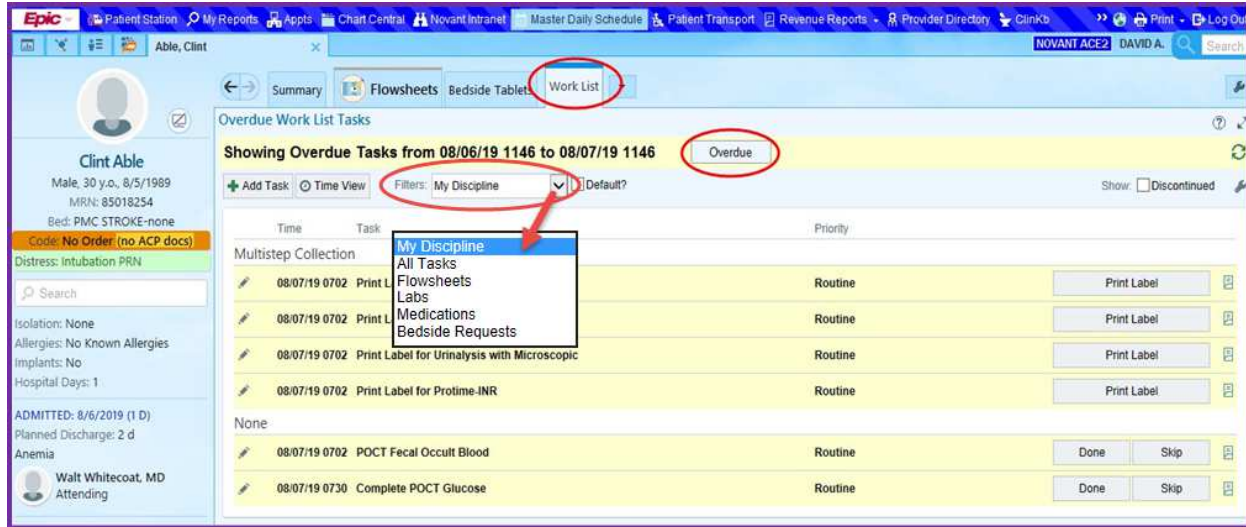 Epic Patient Station My Reports Appts Chart Central Novant Intranet Master Daily Schedule Patient Transport Revenue Reports Provider Directory ClinKb Print Log Out
Able, Clint NOVANT ACE2 DAVID A. Search
Summary Flowsheets Bedside Tablets Work List
Overdue Work List Tasks
Showing Overdue Tasks from 08/06/19 1146 to 08/07/19 1146 Overdue
Add Task Time View Filters: My Discipline Default? Show: Discontinued
Clint Able
Male, 30 y.o., 8/5/1989
MRN: 85018254
Bed: PMC STROKE-none
Code: No Order (no ACP docs)
Distress: Intubation PRN
Search
Isolation: None
Allergies: No Known Allergies
Implants: No
Hospital Days: 1
ADMITTED: 8/6/2019 (1 D)
Planned Discharge: 2 d
Anemia
Walt Whitecoat, MD
Attending
Time Task Priority
My Discipline
All Tasks
Flowsheets
Labs
Medications
Bedside Requests
Multistep Collection
08/07/19 0702 Print Routine Print Label
08/07/19 0702 Print Routine Print Label
08/07/19 0702 Print Label for Urinalysis with Microscopic Routine Print Label
08/07/19 0702 Print Label for Protime-INR Routine Print Label
None
08/07/19 0702 POCT Fecal Occult Blood Routine Done Skip
08/07/19 0730 Complete POCT Glucose Routine Done Skip